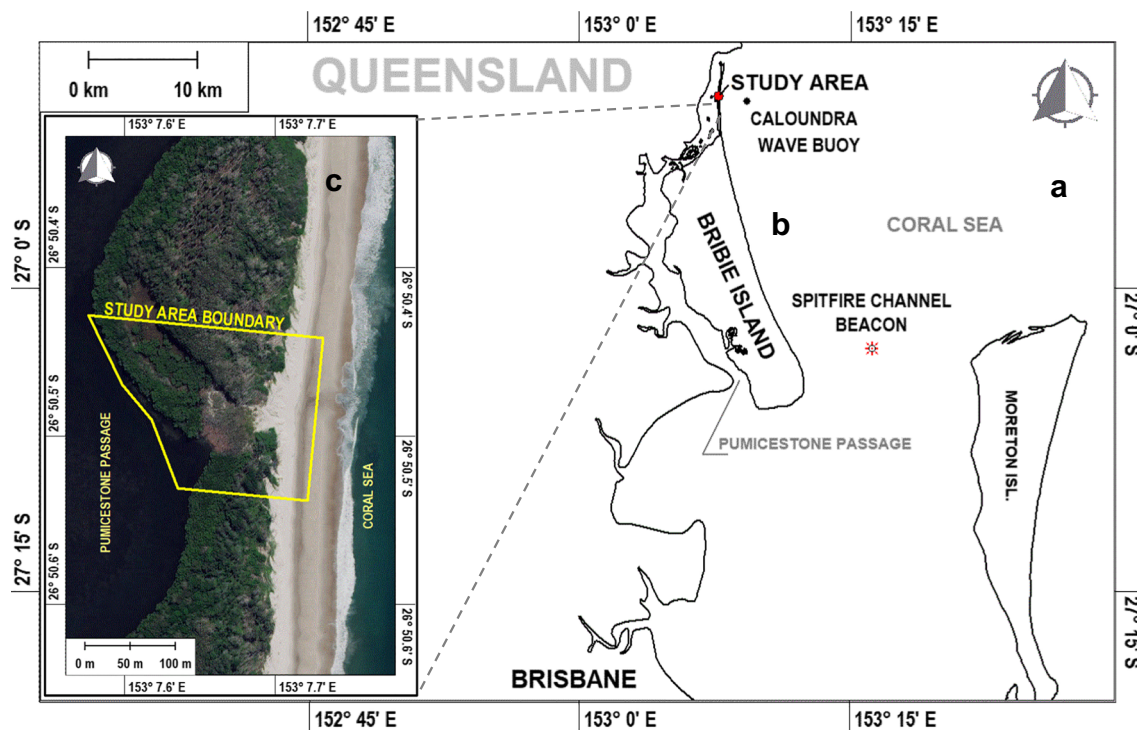 152° 45' E
153° 0' E
153° 15' E
0 km
10 km
QUEENSLAND
STUDY AREA
CALOUNDRA
WAVE BUOY
a
153° 7.6' E
153° 7.7' E
c
b
CORAL SEA
27° 0' S
26° 50.4' S
26° 50.4' S
STUDY AREA BOUNDARY
BRIBIE ISLAND
SPITFIRE CHANNEL
BEACON
27° 0' S
26° 50.5' S
26° 50.5' S
PUMICESTONE PASSAGE
CORAL SEA
PUMICESTONE PASSAGE
MORETON ISL.
27° 15' S
26° 50.6' S
26° 50.6' S
27° 15' S
0 m
50 m
100 m
153° 7.6' E
153° 7.7' E
BRISBANE
152° 45' E
153° 0' E
153° 15' E